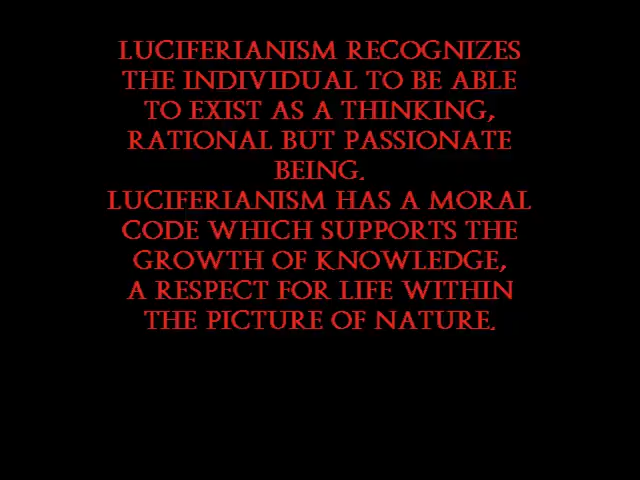 LUCIFERIANISM RECOGNIZES
THE INDIVIDUAL TO BE ABLE
TO EXIST AS A THINKING,
RATIONAL BUT PASSIONATE
BEING.
LUCIFERIANISM HAS A MORAL
CODE WHICH SUPPORTS THE
GROWTH OF KNOWLEDGE,
A RESPECT FOR LIFE WITHIN
THE PICTURE OF NATURE.